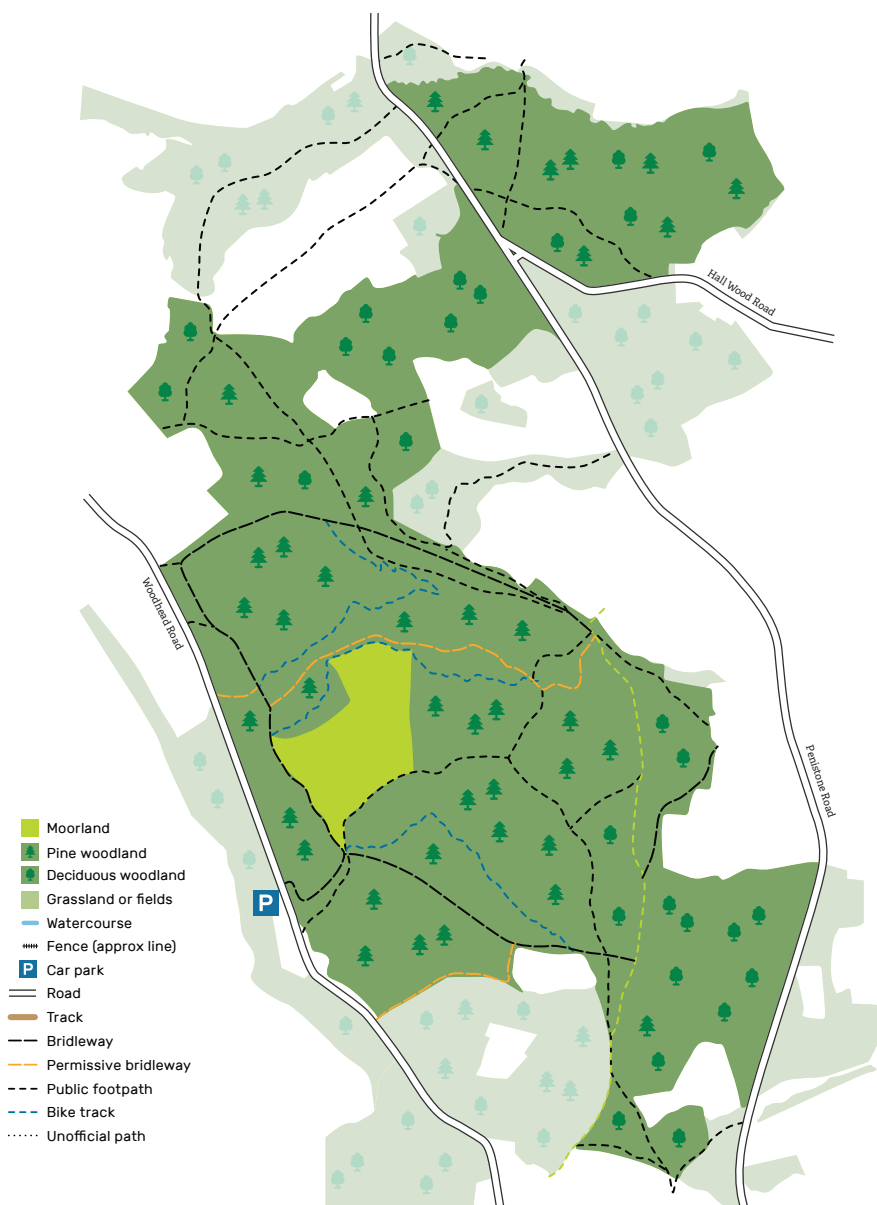 Hall Wood Road
Woodhead Road
Penistone Road
P
Moorland
Pine woodland
Deciduous woodland
Grassland or fields
Watercourse
Fence (approx line)
P Car park
Road
Track
Bridleway
Permissive bridleway
Public footpath
Bike track
Unofficial path